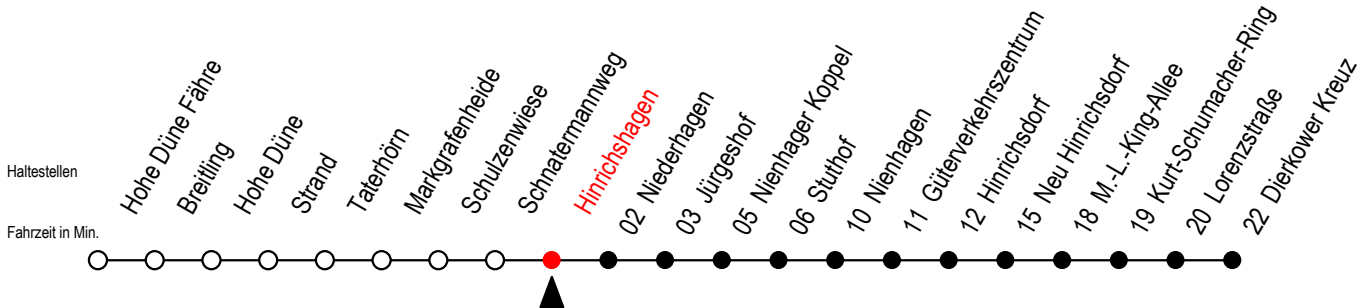 Haltestellen
Fahrzeit in Min.
Hohe Düne Fähre
Breitling
Hohe Düne
Strand
Taterhörn
Markgrafenheide
Schulzenwiese
Schnatermannweg
Hinrichshagen
02 Niederhagen
03 Jürgeshof
05 Nienhager Koppel
06 Stuthof
10 Nienhagen
11 Güterverkehrszentrum
12 Hinrichsdorf
15 Neu Hinrichsdorf
18 M.-L.-King-Allee
19 Kurt-Schumacher-Ring
20 Lorenzstraße
22 Dierkower Kreuz